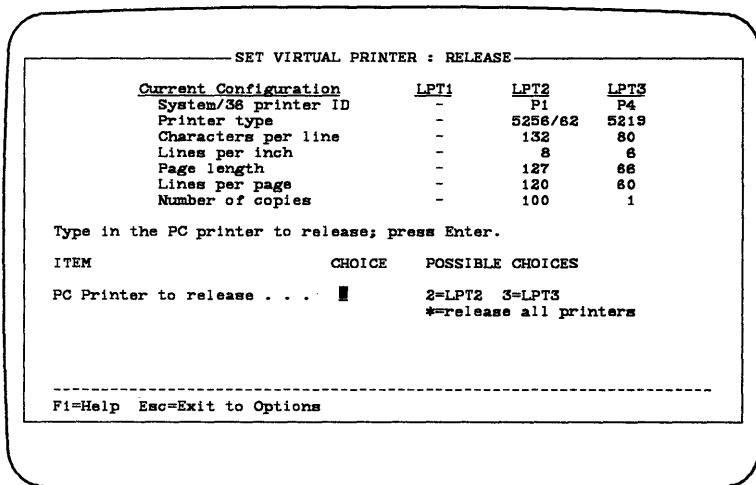 SET VIRTUAL PRINTER : RELEASE
Current Configuration LPT1 LPT2 LPT3
System/36 printer ID - P1 P4
Printer type - 5256/62 5219
Characters per line - 132 80
Lines per inch - 8 6
Page length - 127 66
Lines per page - 120 60
Number of copies - 100 1
Type in the PC printer to release; press Enter.
ITEM CHOICE POSSIBLE CHOICES
PC Printer to release . . . 2=LPT2 3=LPT3
*=release all printers
F1=Help Esc=Exit to Options